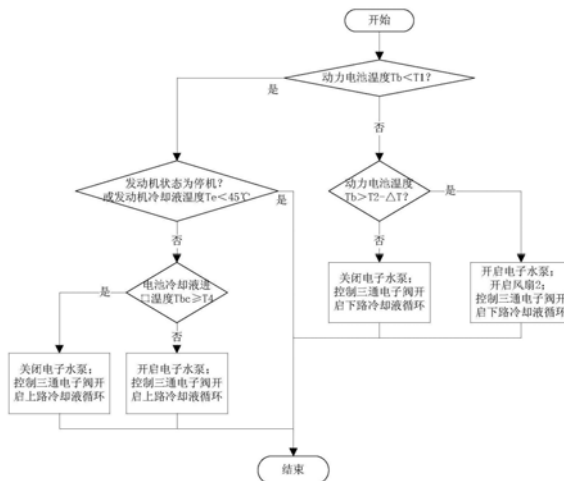 开始
动力电池温度Tb<T1?
是
否
发动机状态为停机?
或发动机冷却液温度Te<45℃
是
否
动力电池温度
Tb>T2-△T?
是
否
电池冷却液进
口温度Tbc≥T4
是
否
关闭电子水泵;
控制三通电子阀开
启下路冷却液循环
开启电子水泵;
开启风扇2;
控制三通电子阀开
启下路冷却液循环
关闭电子水泵;
控制三通电子阀开
启上路冷却液循环
开启电子水泵;
控制三通电子阀开
启上路冷却液循环
结束